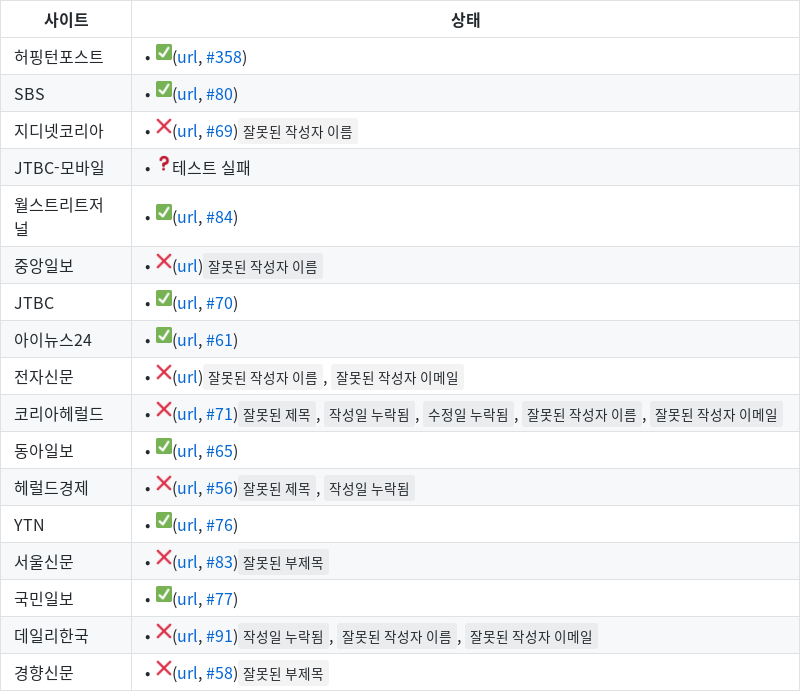 사이트 상태
허핑턴포스트 • ✅(url, #358)
SBS • ✅(url, #80)
지디넷코리아 • ❌(url, #69) 잘못된 작성자 이름
JTBC-모바일 • ❓테스트 실패
월스트리트저
널 • ✅(url, #84)
중앙일보 • ❌(url) 잘못된 작성자 이름
JTBC • ✅(url, #70)
아이뉴스24 • ✅(url, #61)
전자신문 • ❌(url) 잘못된 작성자 이름 , 잘못된 작성자 이메일
코리아헤럴드 • ❌(url, #71) 잘못된 제목 , 작성일 누락됨 , 수정일 누락됨 , 잘못된 작성자 이름 , 잘못된 작성자 이메일
동아일보 • ✅(url, #65)
헤럴드경제 • ❌(url, #56) 잘못된 제목 , 작성일 누락됨
YTN • ✅(url, #76)
서울신문 • ❌(url, #83) 잘못된 부제목
국민일보 • ✅(url, #77)
데일리한국 • ❌(url, #91) 작성일 누락됨 , 잘못된 작성자 이름 , 잘못된 작성자 이메일
경향신문 • ❌(url, #58) 잘못된 부제목